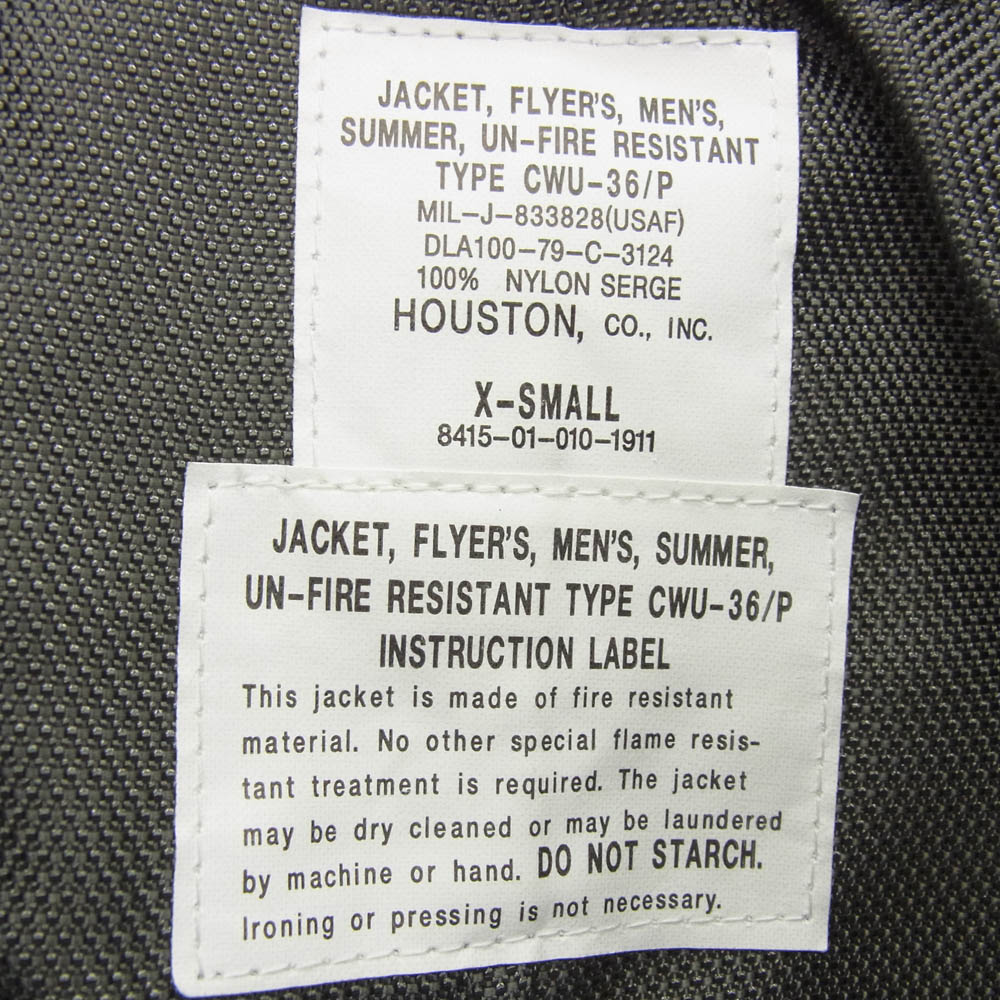 JACKET, FLYER'S, MEN'S,
SUMMER, UN-FIRE RESISTANT
TYPE CWU-36/P
MIL-J-833828(USAF)
DLA100-79-C-3124
100% NYLON SERGE
HOUSTON, CO., INC.
X-SMALL
8415-01-010-1911
JACKET, FLYER'S, MEN'S, SUMMER,
UN-FIRE RESISTANT TYPE CWU-36/P
INSTRUCTION LABEL
This jacket is made of fire resistant
material. No other special flame resis-
tant treatment is required. The jacket
may be dry cleaned or may be laundered
by machine or hand. DO NOT STARCH.
Ironing or pressing is not necessary.